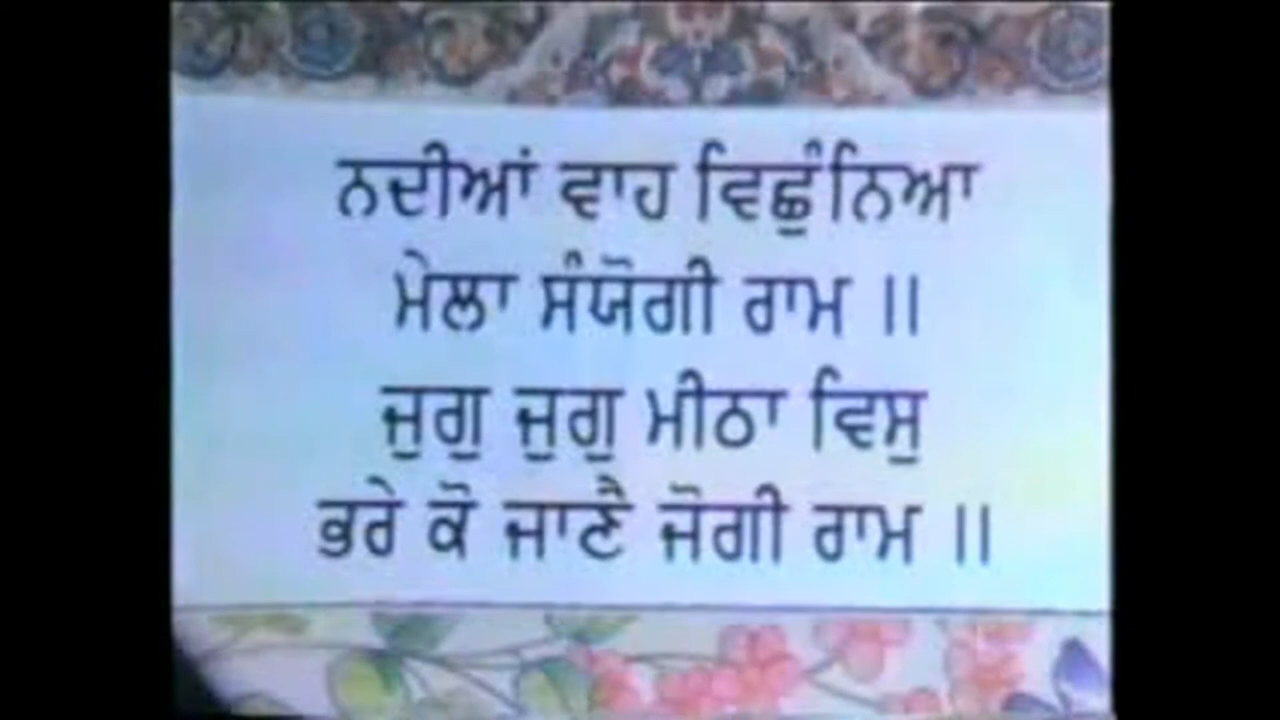 ਨਦੀਆਂ ਵਾਹ ਵਿਛੁੰਨਿਆ
ਮੇਲਾ ਸੰਯੋਗੀ ਰਾਮ ॥
ਜੁਗੁ ਜੁਗੁ ਮੀਠਾ ਵਿਸੁ
ਭਰੇ ਕੋ ਜਾਣੈ ਜੋਗੀ ਰਾਮ ॥